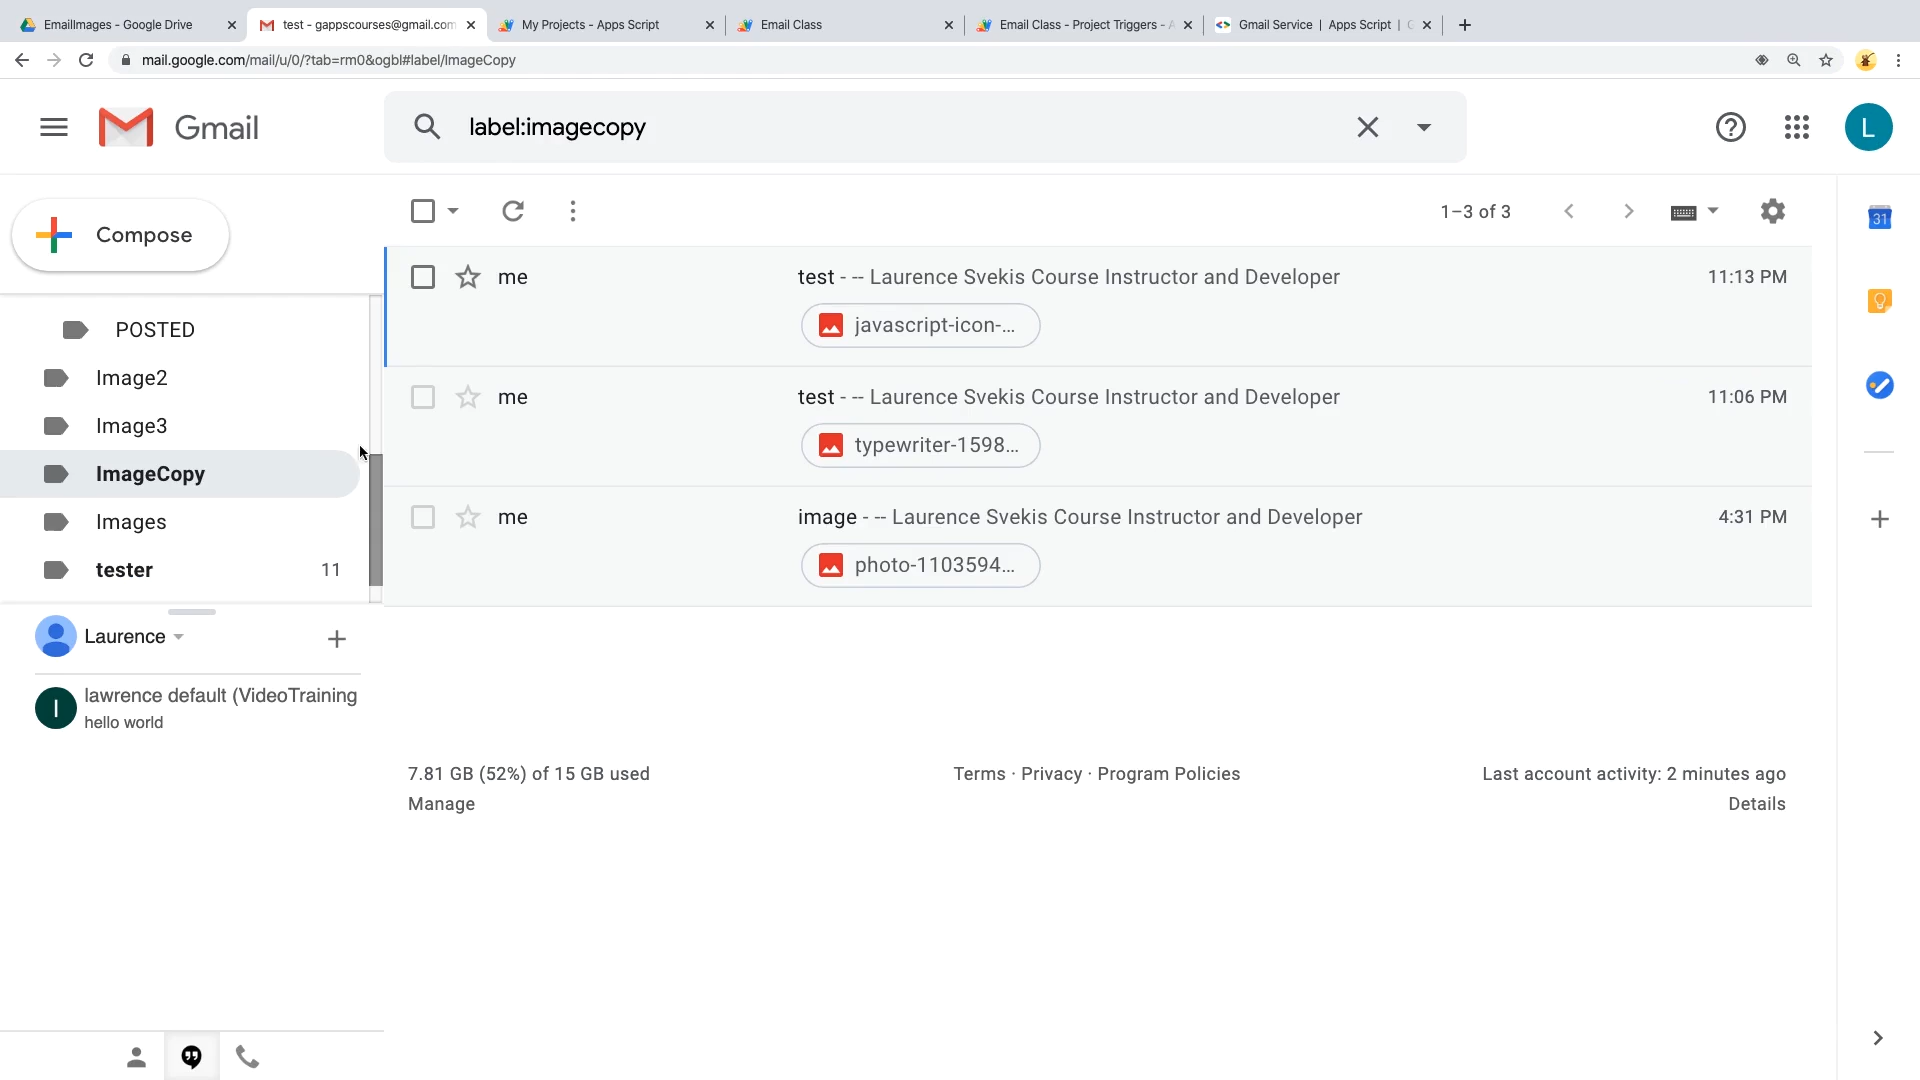 EmailImages - Google Drive
test - gappscourses@gmail.com
My Projects - Apps Script
Email Class
Email Class - Project Triggers - A
Gmail Service | Apps Script | G
mail.google.com/mail/u/0/?tab=rm0&ogbl#label/ImageCopy
Gmail
label:imagecopy
L
Compose
1–3 of 3
31
POSTED
Image2
Image3
ImageCopy
Images
tester 11
me test - -- Laurence Svekis Course Instructor and Developer 11:13 PM
javascript-icon-...
me test - -- Laurence Svekis Course Instructor and Developer 11:06 PM
typewriter-1598...
me image - -- Laurence Svekis Course Instructor and Developer 4:31 PM
photo-1103594...
Laurence
l
lawrence default (VideoTraining
hello world
7.81 GB (52%) of 15 GB used
Manage
Terms · Privacy · Program Policies
Last account activity: 2 minutes ago
Details